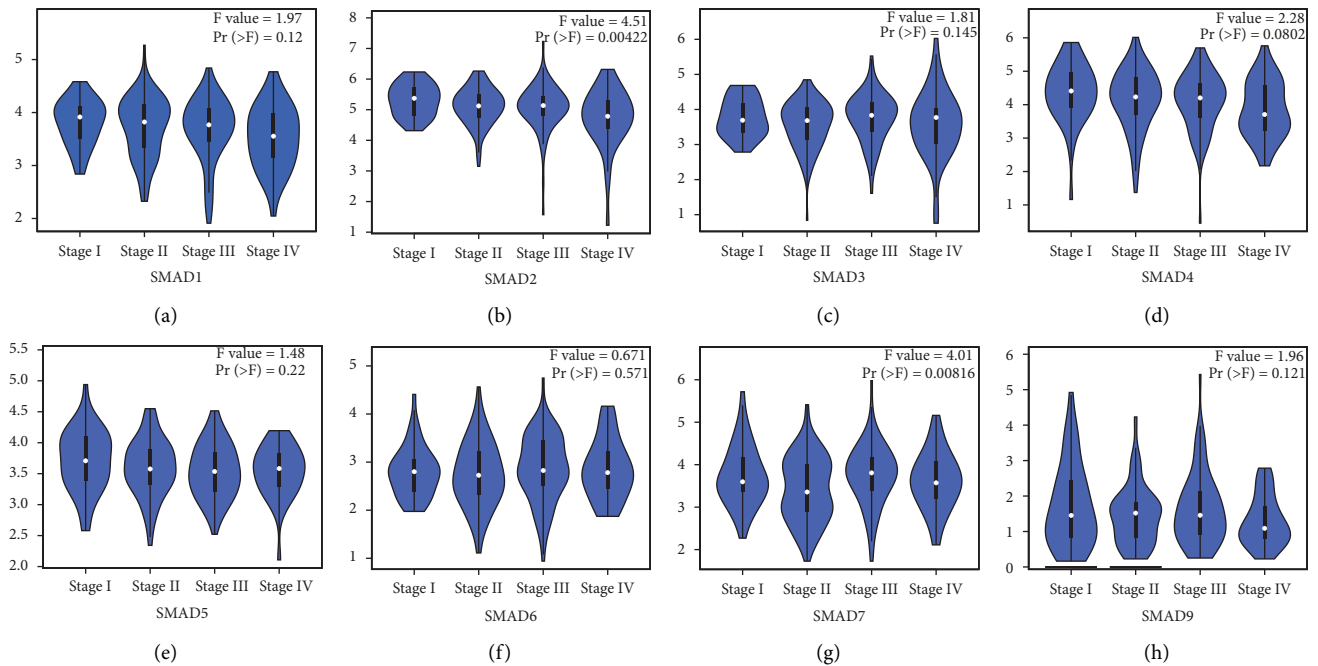 F value = 1.97
Pr (>F) = 0.12
5
4
3
2
Stage I Stage II Stage III Stage IV
SMAD1
(a)
F value = 4.51
Pr (>F) = 0.00422
8
7
6
5
4
3
2
1
Stage I Stage II Stage III Stage IV
SMAD2
(b)
F value = 1.81
Pr (>F) = 0.145
6
5
4
3
2
1
Stage I Stage II Stage III Stage IV
SMAD3
(c)
F value = 2.28
Pr (>F) = 0.0802
6
5
4
3
2
1
Stage I Stage II Stage III Stage IV
SMAD4
(d)
F value = 1.48
Pr (>F) = 0.22
5.5
5.0
4.5
4.0
3.5
3.0
2.5
2.0
Stage I Stage II Stage III Stage IV
SMAD5
(e)
F value = 0.671
Pr (>F) = 0.571
5
4
3
2
1
Stage I Stage II Stage III Stage IV
SMAD6
(f)
F value = 4.01
Pr (>F) = 0.00816
6
5
4
3
2
Stage I Stage II Stage III Stage IV
SMAD7
(g)
F value = 1.96
Pr (>F) = 0.121
6
5
4
3
2
1
0
Stage I Stage II Stage III Stage IV
SMAD9
(h)